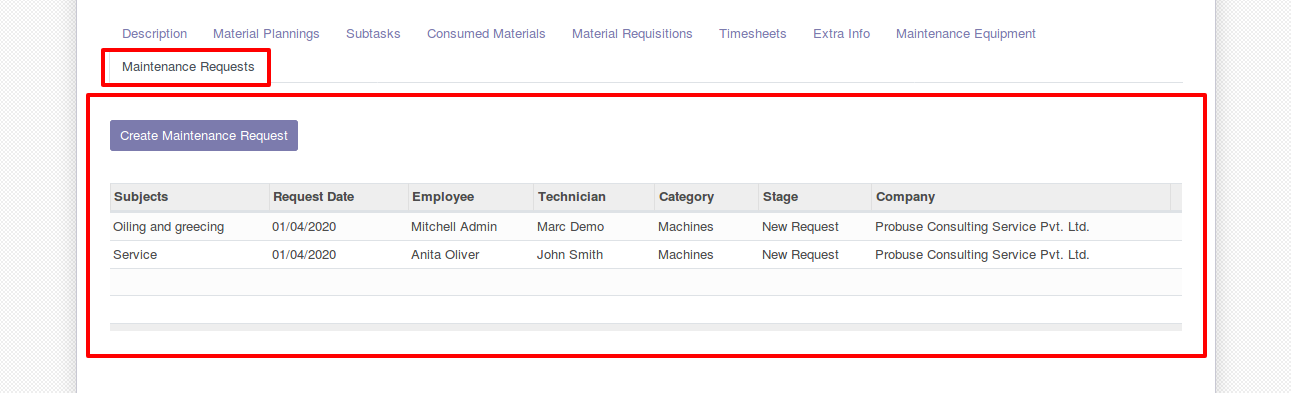 Description Material Plannings Subtasks Consumed Materials Material Requisitions Timesheets Extra Info Maintenance Equipment
Maintenance Requests
Create Maintenance Request
Subjects Request Date Employee Technician Category Stage Company
Oiling and greecing 01/04/2020 Mitchell Admin Marc Demo Machines New Request Probuse Consulting Service Pvt. Ltd.
Service 01/04/2020 Anita Oliver John Smith Machines New Request Probuse Consulting Service Pvt. Ltd.